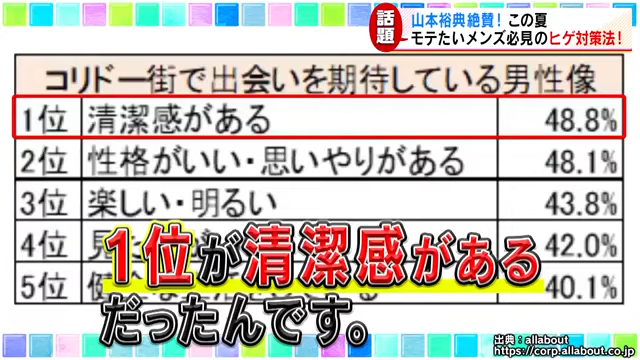 話題
山本裕典絶賛！この夏
モテたいメンズ必見のヒゲ対策法！
コリドー街で出会いを期待している男性像
1位 清潔感がある 48.8%
2位 性格がいい・思いやりがある 48.1%
3位 楽しい・明るい 43.8%
4位 42.0%
5位 40.1%
1位が清潔感がある
だったんです。
出典：allabout
https://corp.allabout.co.jp